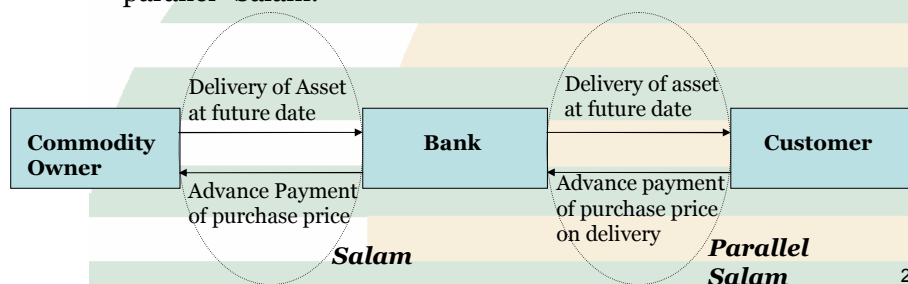 parallel Salam.
Delivery of Asset
at future date
Delivery of asset
at future date
Commodity
Owner
Bank
Customer
Advance Payment
of purchase price
Advance payment
of purchase price
on delivery
Salam
Parallel
Salam
2